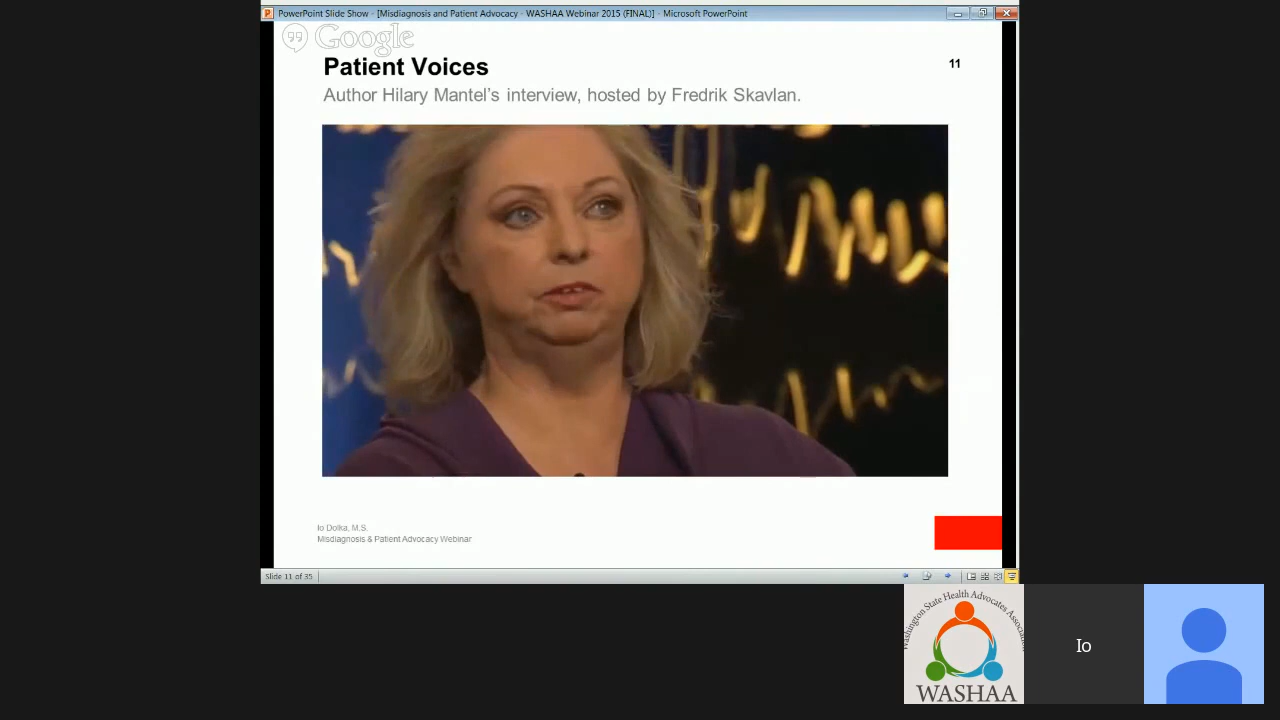 PowerPoint Slide Show - [Misdiagnosis and Patient Advocacy - WASHAA Webinar 2015 (FINAL)] - Microsoft PowerPoint
Google
Patient Voices
11
Author Hilary Mantel's interview, hosted by Fredrik Skavlan.
Io Dolka, M.S.
Misdiagnosis & Patient Advocacy Webinar
Slide 11 of 35
Washington State Health Advocates
WASHAA
Io